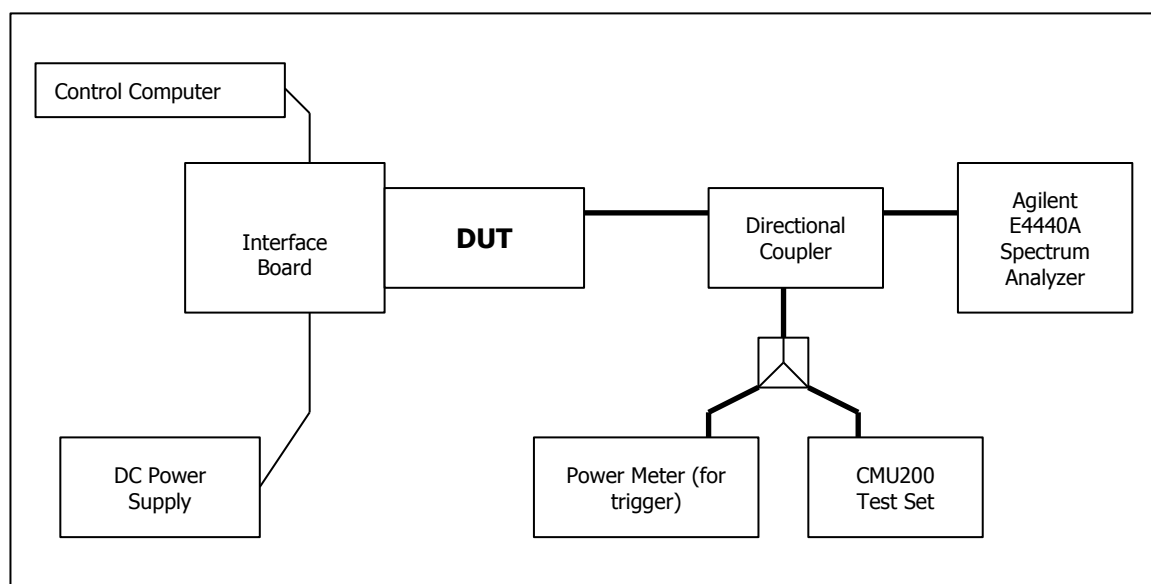 Control Computer
Interface
Board
DUT
Directional
Coupler
Agilent
E4440A
Spectrum
Analyzer
DC Power
Supply
Power Meter (for
trigger)
CMU200
Test Set